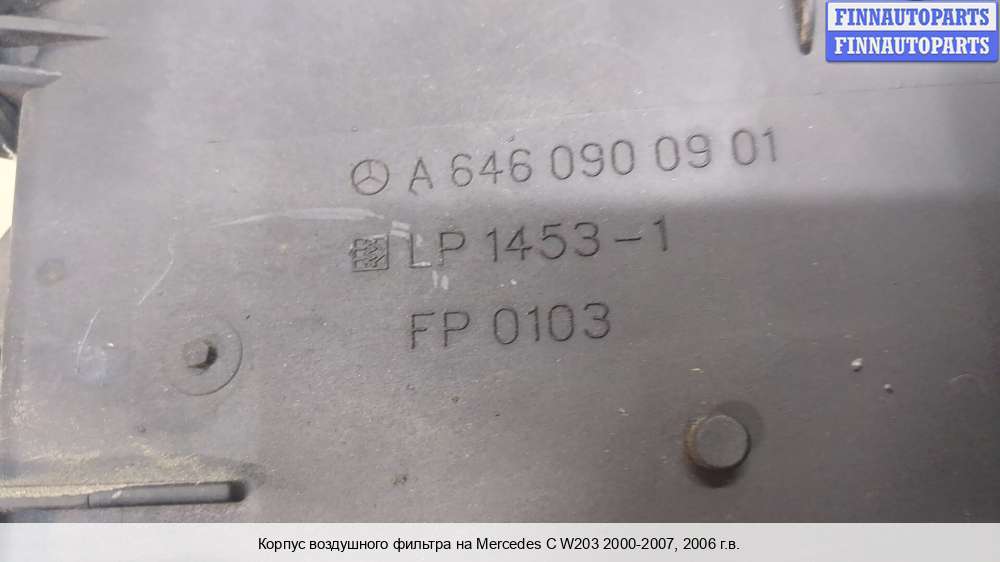 FINNAUTOPARTS
FINNAUTOPARTS
A 646 090 09 01
LP 1453-1
FP 0103
Корпус воздушного фильтра на Mercedes C W203 2000-2007, 2006 г.в.